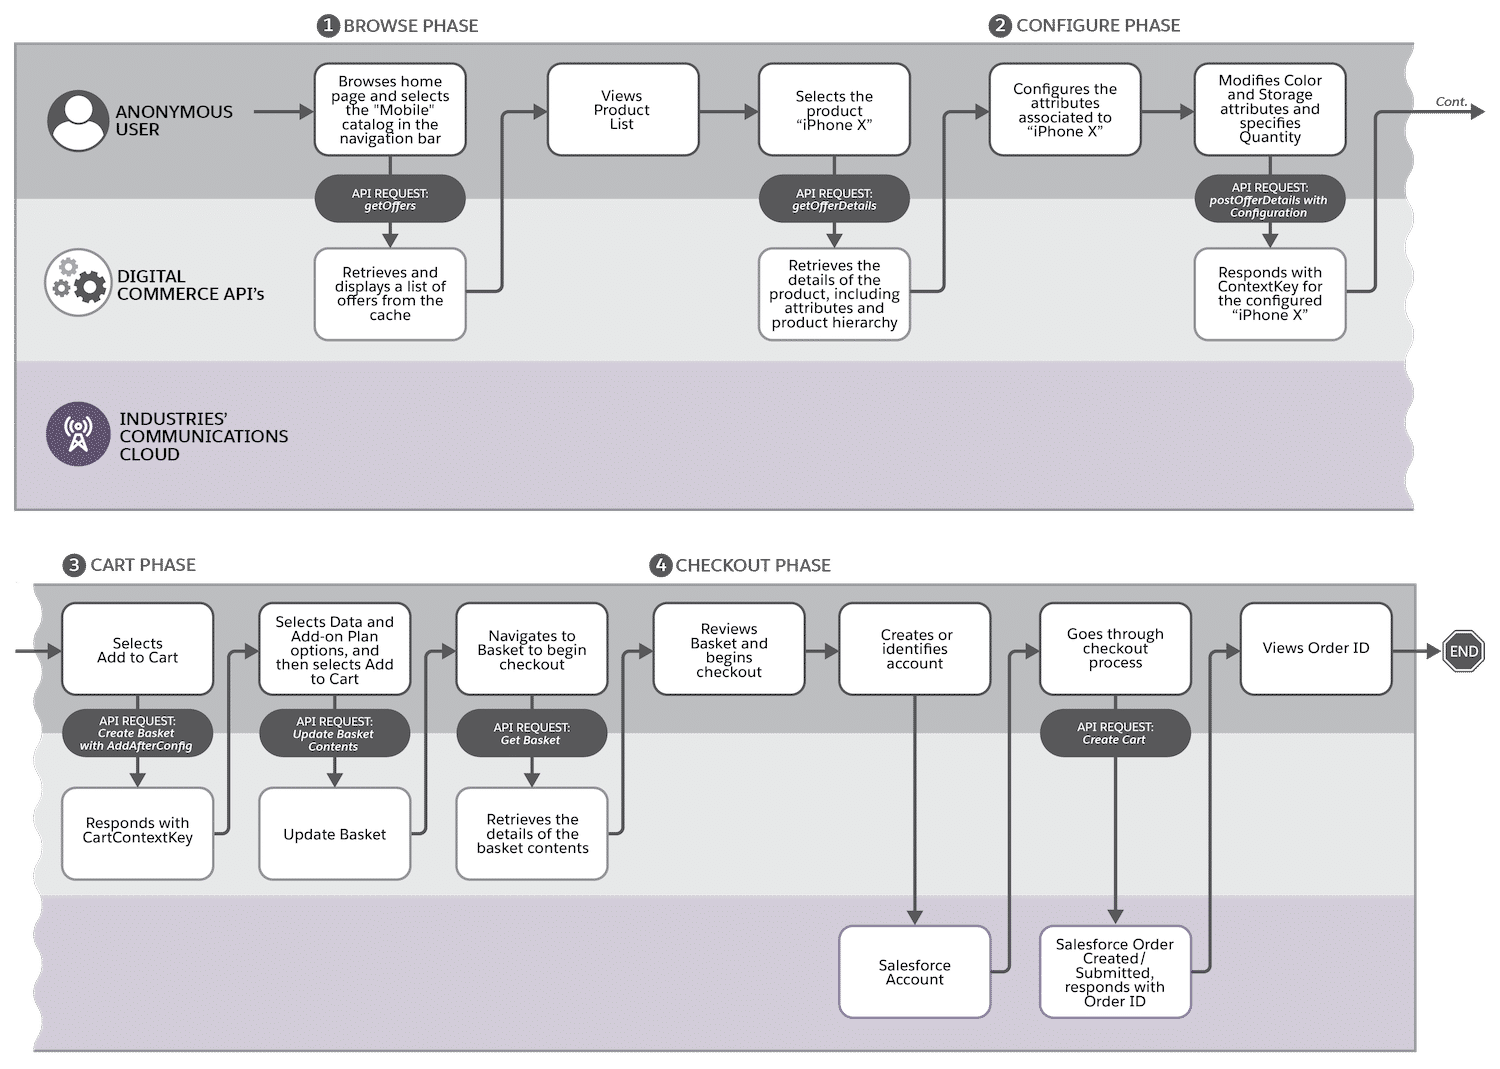 1 BROWSE PHASE
2 CONFIGURE PHASE
ANONYMOUS
USER
Browses home
page and selects
the "Mobile"
catalog in the
navigation bar
Views
Product
List
Selects the
product
“iPhone X”
Configures the
attributes
associated to
“iPhone X”
Modifies Color
and Storage
attributes and
specifies
Quantity
Cont.
API REQUEST:
getOffers
API REQUEST:
getOfferDetails
API REQUEST:
postOfferDetails with
Configuration
DIGITAL
COMMERCE API’s
Retrieves and
displays a list of
offers from the
cache
Retrieves the
details of the
product, including
attributes and
product hierarchy
Responds with
ContextKey for
the configured
“iPhone X”
INDUSTRIES’
COMMUNICATIONS
CLOUD
3 CART PHASE
4 CHECKOUT PHASE
Selects
Add to Cart
Selects Data and
Add-on Plan
options, and
then selects Add
to Cart
Navigates to
Basket to begin
checkout
Reviews
Basket and
begins
checkout
Creates or
identifies
account
Goes through
checkout
process
Views Order ID
END
API REQUEST:
Create Basket
with AddAfterConfig
API REQUEST:
Update Basket
Contents
API REQUEST:
Get Basket
API REQUEST:
Create Cart
Responds with
CartContextKey
Update Basket
Retrieves the
details of the
basket contents
Salesforce
Account
Salesforce Order
Created/
Submitted,
responds with
Order ID